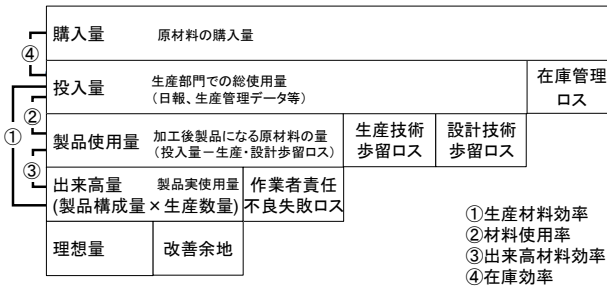 購入量 原材料の購入量
④
投入量 生産部門での総使用量
(日報、生産管理データ等)
在庫管理
ロス
②
①
製品使用量 加工後製品になる原材料の量
(投入量－生産・設計歩留ロス)
生産技術
歩留ロス
設計技術
歩留ロス
③
出来高量 製品実使用量
(製品構成量×生産数量)
作業者責任
不良失敗ロス
理想量
改善余地
①生産材料効率
②材料使用率
③出来高材料効率
④在庫効率